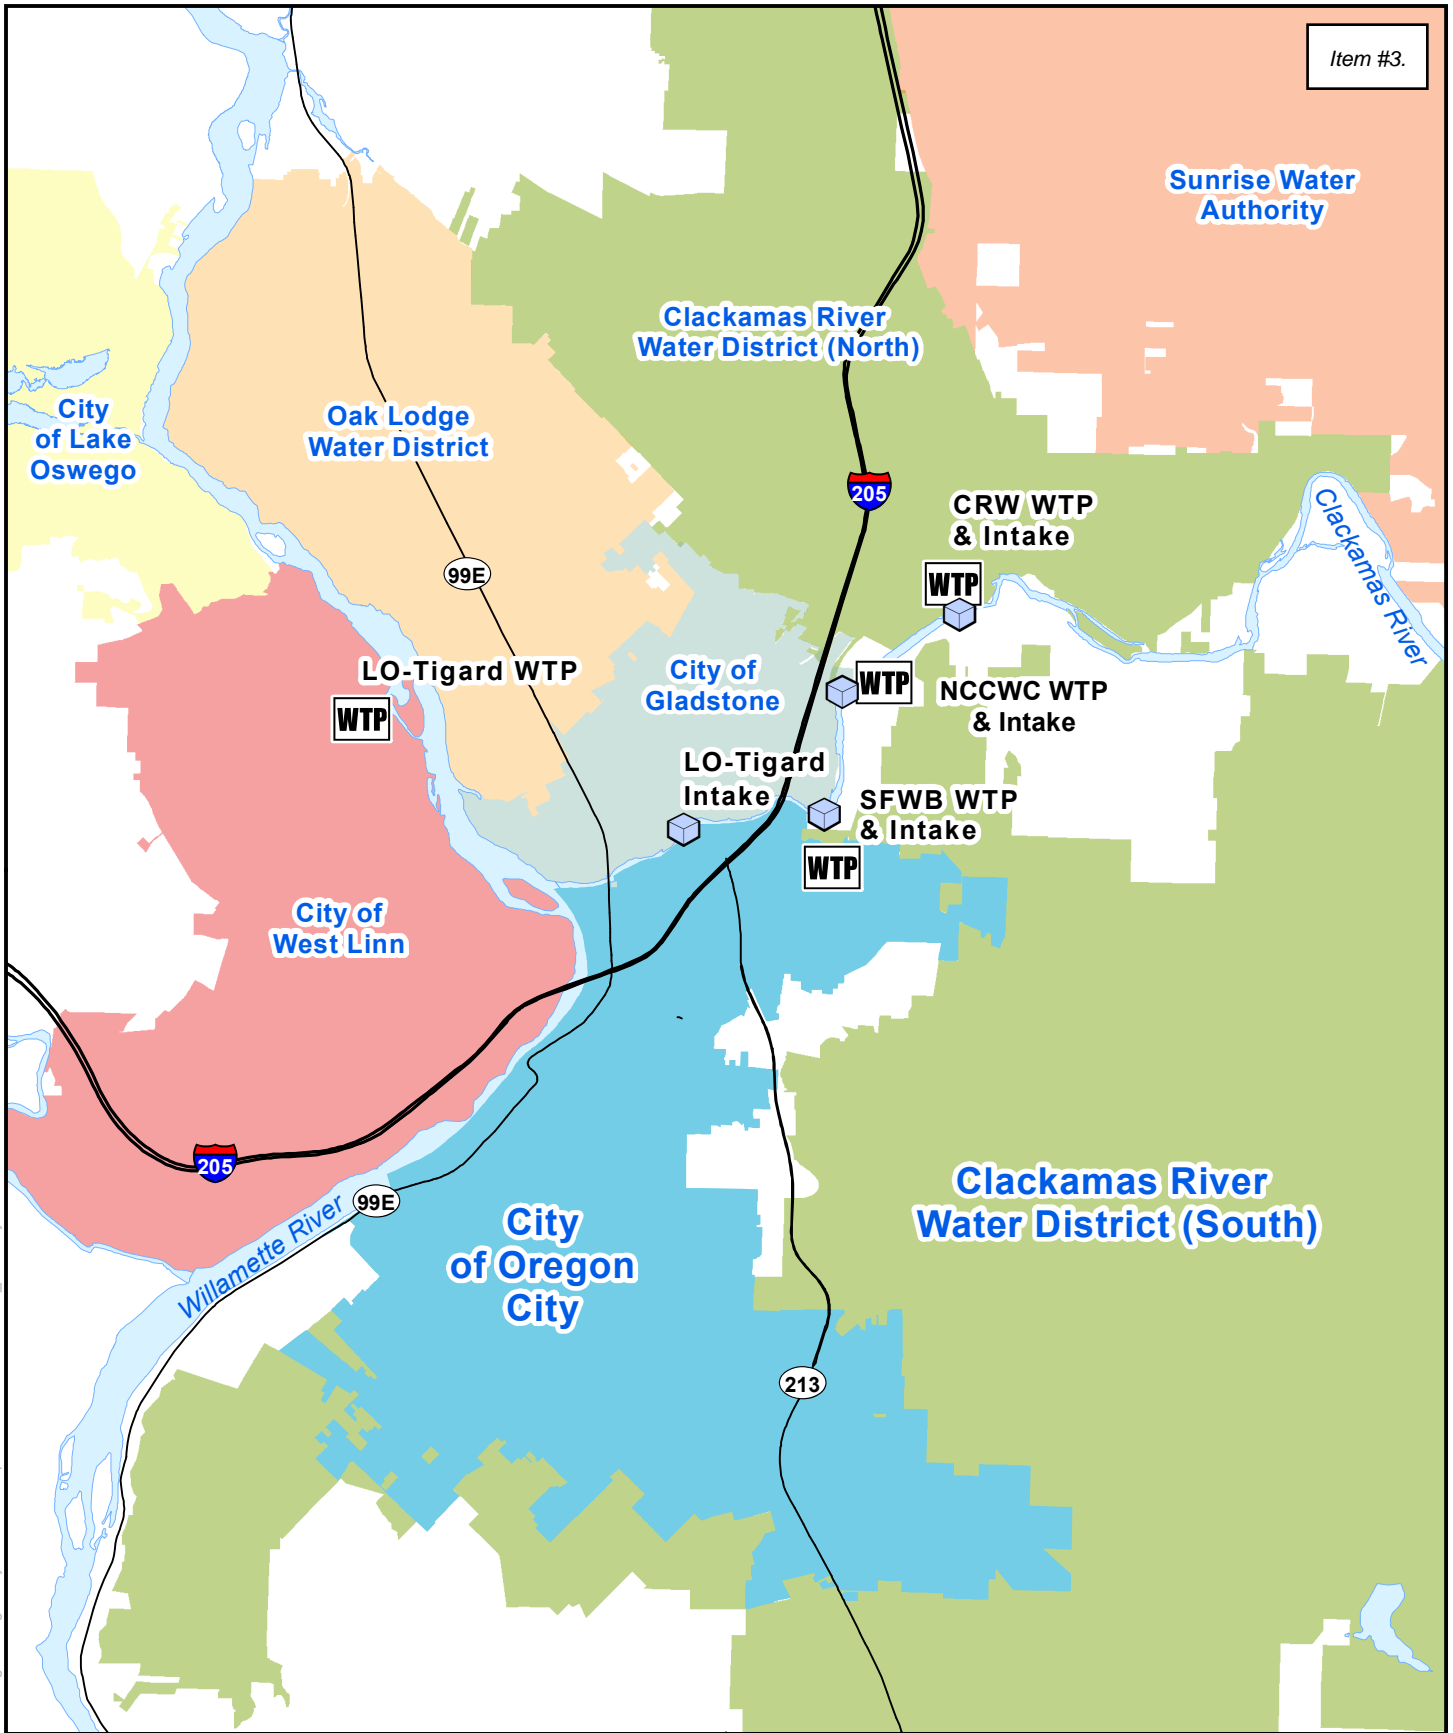 Item #3.
Sunrise Water
Authority
Clackamas River
Water District (North)
City
of Lake
Oswego
Oak Lodge
Water District
205
CRW WTP
& Intake
Clackamas River
99E
WTP
LO-Tigard WTP
WTP
City of
Gladstone
WTP
NCCWC WTP
& Intake
LO-Tigard
Intake
SFWB WTP
& Intake
WTP
City of
West Linn
205
99E
Willamette River
Clackamas River
Water District (South)
City
of Oregon
City
213